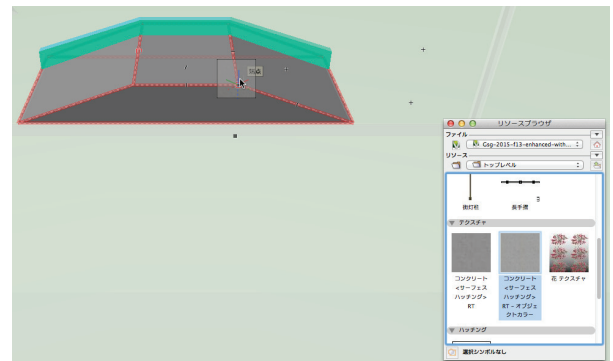 リソースブラウザ
ファイル
Gsg-2015-f13-enhanced-with...
リソース
トップレベル
街灯柱
長手摺
テクスチャ
コンクリート
<サーフェス
ハッチング>
RT
コンクリート
<サーフェス
ハッチング>
RT - オブジェ
クトカラー
花 テクスチャ
ハッチング
選択シンボルなし